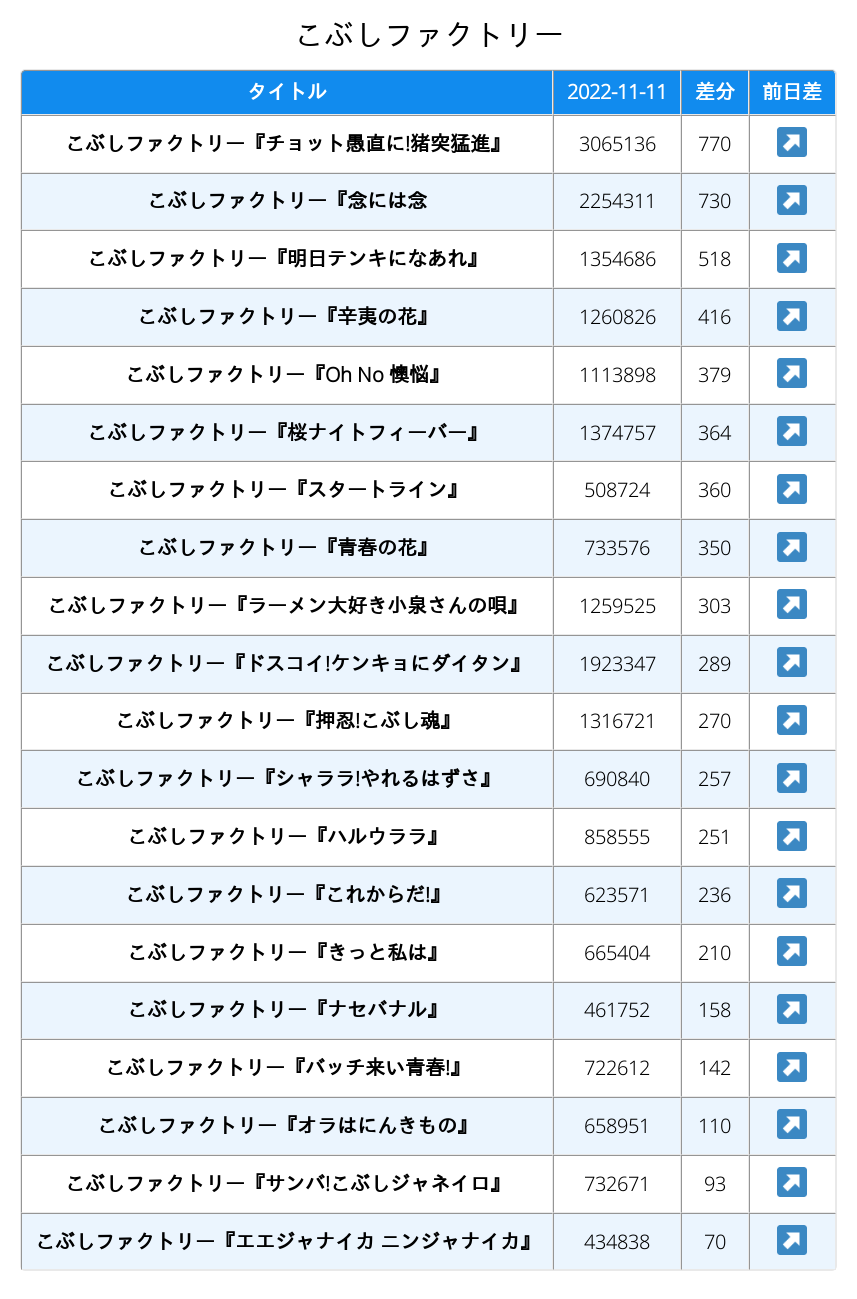 こぶしファクトリー
タイトル 2022-11-11 差分 前日差
こぶしファクトリー『チョット愚直に!猪突猛進』 3065136 770
こぶしファクトリー『念には念 2254311 730
こぶしファクトリー『明日テンキになあれ』 1354686 518
こぶしファクトリー『辛夷の花』 1260826 416
こぶしファクトリー『Oh No 懊悩』 1113898 379
こぶしファクトリー『桜ナイトフィーバー』 1374757 364
こぶしファクトリー『スタートライン』 508724 360
こぶしファクトリー『青春の花』 733576 350
こぶしファクトリー『ラーメン大好き小泉さんの唄』 1259525 303
こぶしファクトリー『ドスコイ!ケンキョにダイタン』 1923347 289
こぶしファクトリー『押忍!こぶし魂』 1316721 270
こぶしファクトリー『シャララ!やれるはずさ』 690840 257
こぶしファクトリー『ハルウララ』 858555 251
こぶしファクトリー『これからだ!』 623571 236
こぶしファクトリー『きっと私は』 665404 210
こぶしファクトリー『ナセバナル』 461752 158
こぶしファクトリー『バッチ来い青春!』 722612 142
こぶしファクトリー『オラはにんきもの』 658951 110
こぶしファクトリー『サンバ!こぶしジャネイロ』 732671 93
こぶしファクトリー『エエジャナイカ ニンジャナイカ』 434838 70